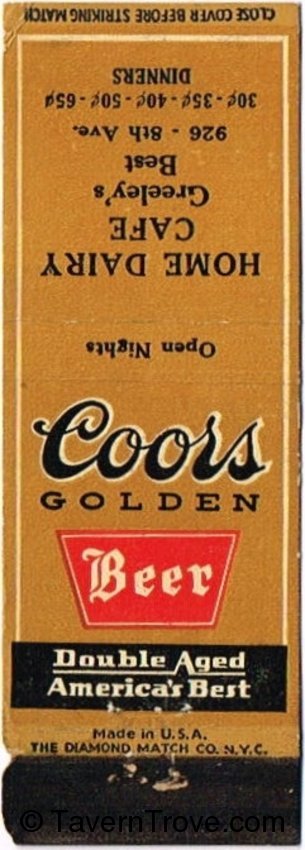 CLOSE COVER BEFORE STRIKING MATCH
Open Nights
HOME DAIRY
CAFE
Greeley's
Best
926 - 8th Ave.
30¢ - 35¢ - 40¢ - 50¢ - 65¢
DINNERS
Coors
GOLDEN
Beer
Double Aged
America's Best
Made in U.S.A.
THE DIAMOND MATCH CO. N.Y.C.
© TavernTrove.com